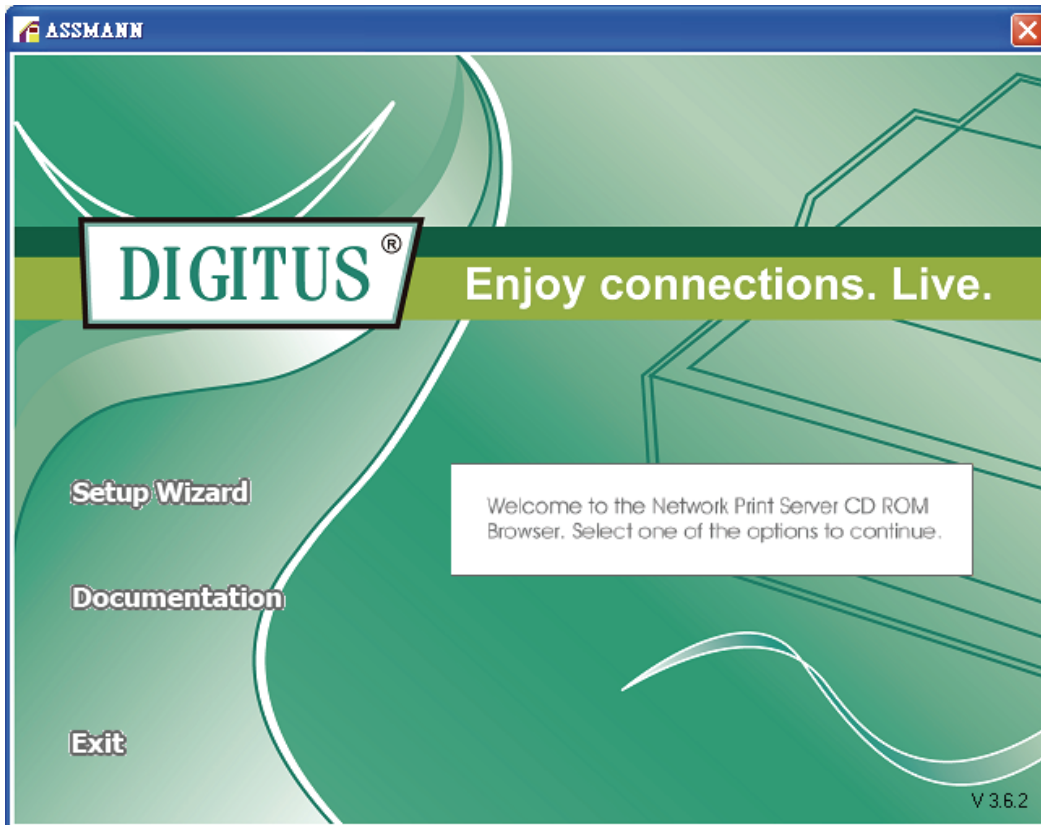 ASSMANN
DIGITUS®
Enjoy connections. Live.
Setup Wizard
Welcome to the Network Print Server CD ROM
Browser. Select one of the options to continue.
Documentation
Exit
V 3.6.2